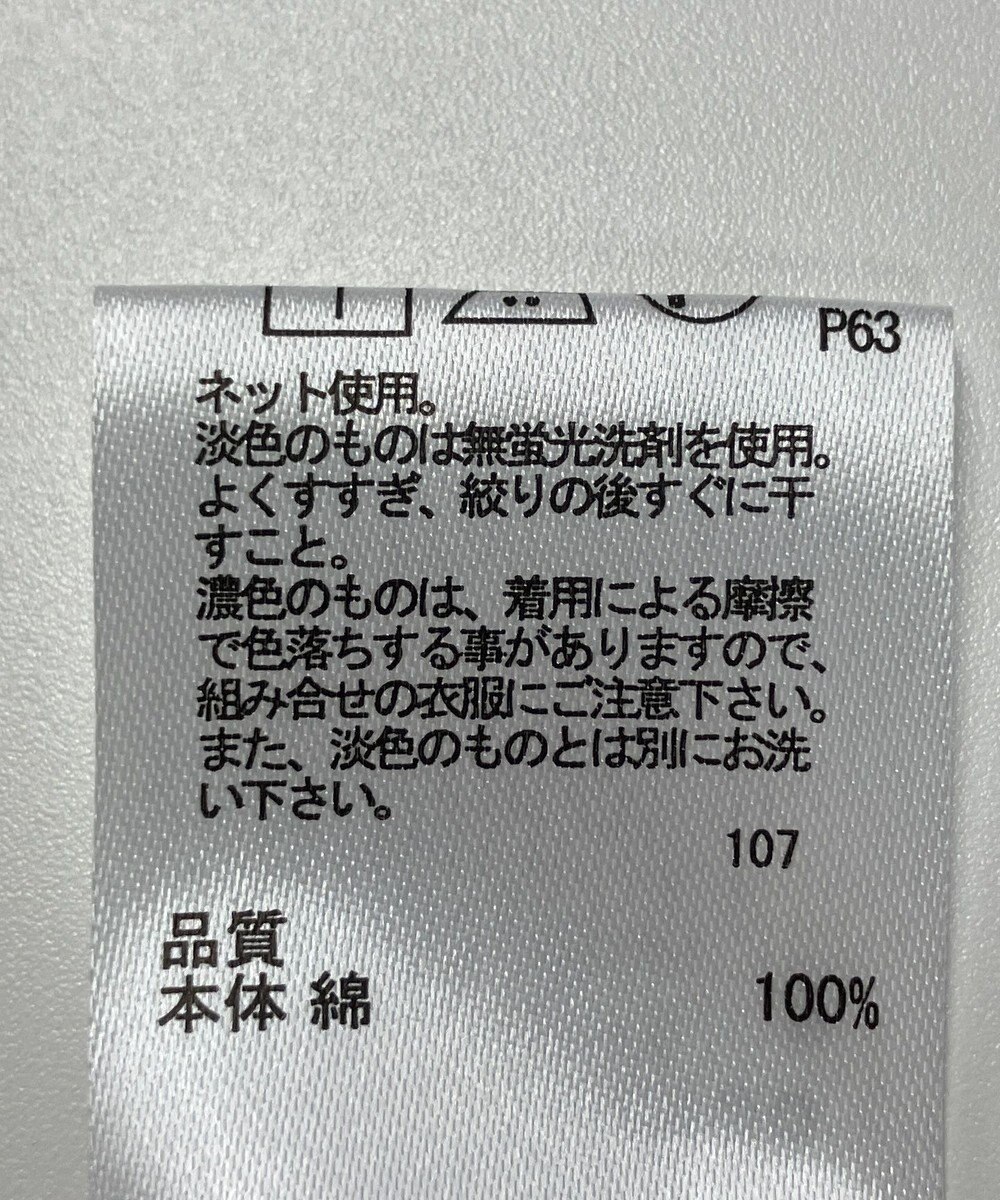 P63
ネット使用。
淡色のものは無蛍光洗剤を使用。
よくすすぎ、絞りの後すぐに干
すこと。
濃色のものは、着用による摩擦
で色落ちする事がありますので、
組み合せの衣服にご注意下さい。
また、淡色のものとは別にお洗
い下さい。
107
品質
本体 綿 100%